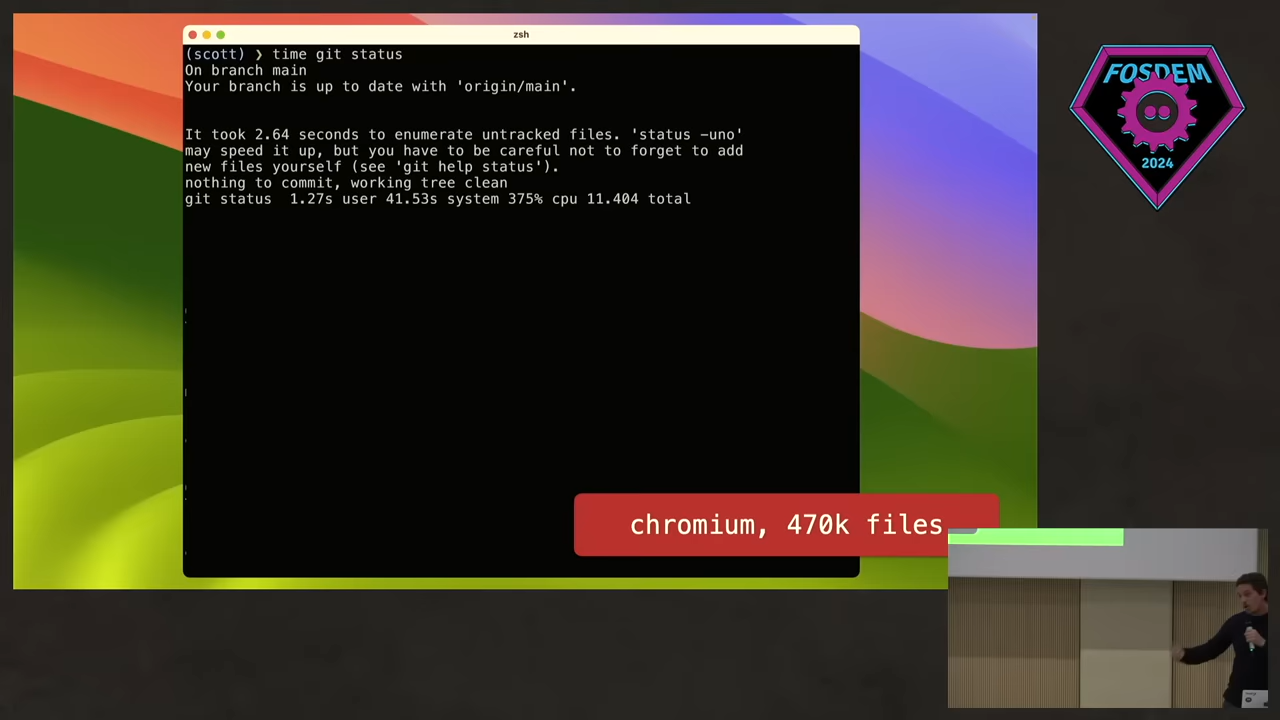 zsh
(scott) ❯ time git status
On branch main
Your branch is up to date with 'origin/main'.
It took 2.64 seconds to enumerate untracked files. 'status -uno'
may speed it up, but you have to be careful not to forget to add
new files yourself (see 'git help status').
nothing to commit, working tree clean
git status  1.27s user 41.53s system 375% cpu 11.404 total
chromium, 470k files
FOSDEM
2024